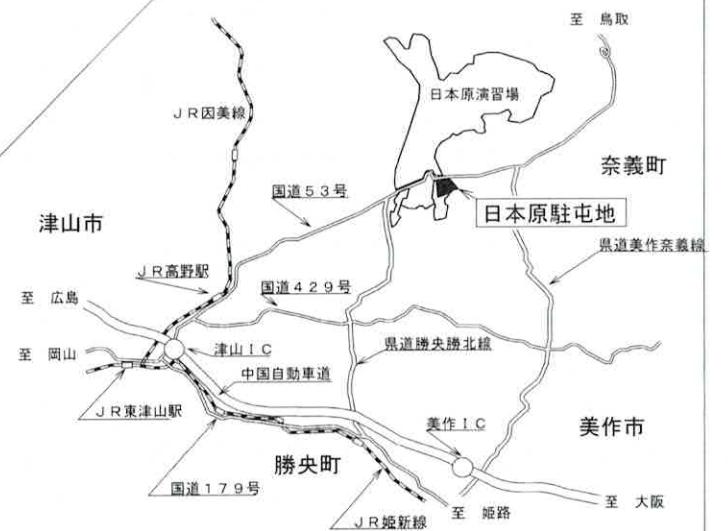 至 鳥取
日本原演習場
JR因美線
奈義町
国道53号
日本原駐屯地
津山市
県道美作奈義線
JR高野駅
国道429号
至 広島
至 岡山
津山IC
県道勝央勝北線
中国自動車道
JR東津山駅
美作IC
美作市
勝央町
国道179号
至 大阪
至 姫路
JR姫新線